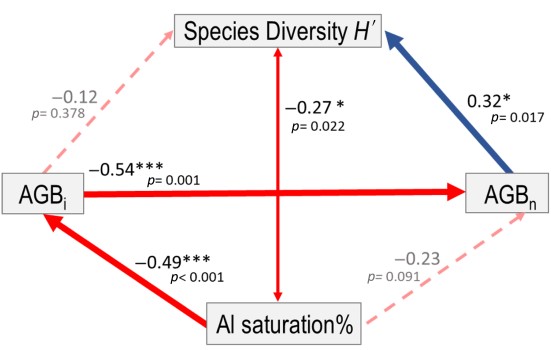 Species Diversity H′
−0.12
p= 0.378
−0.27 *
p= 0.022
0.32*
p= 0.017
−0.54***
p= 0.001
AGBi
AGBn
−0.49***
p< 0.001
−0.23
p= 0.091
Al saturation%